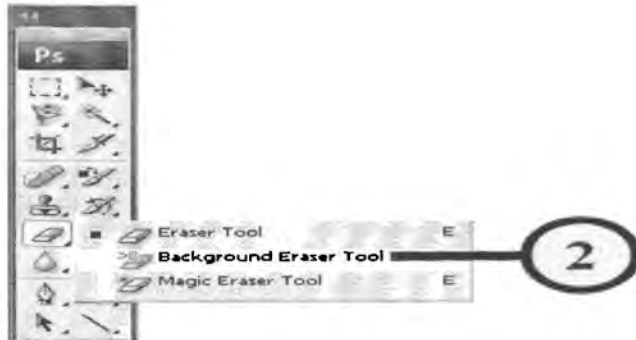 Ps
Eraser Tool E
Background Eraser Tool
Magic Eraser Tool E
2